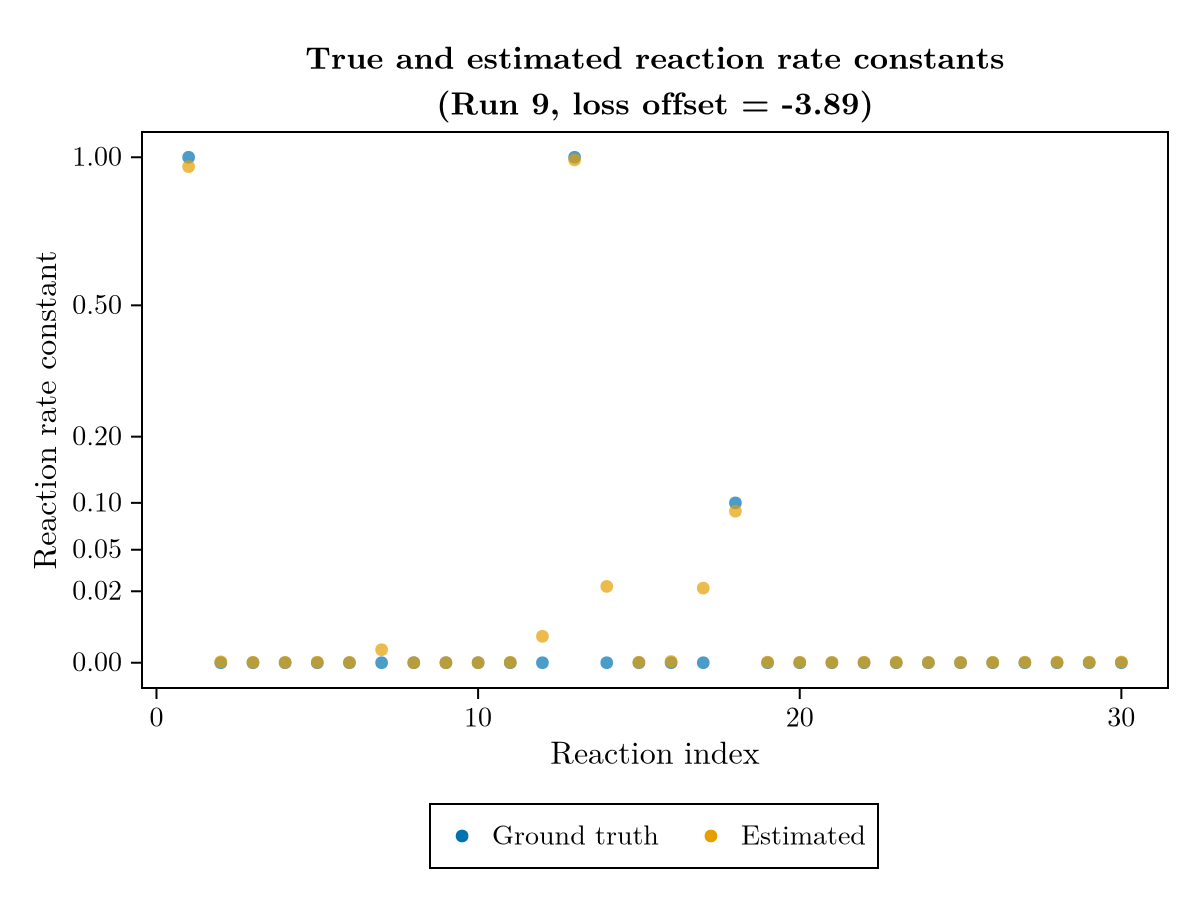 True and estimated reaction rate constants
(Run 9, loss offset = -3.89)
Reaction rate constant
1.00
0.50
0.20
0.10
0.05
0.02
0.00
0 10 20 30
Reaction index
Ground truth Estimated